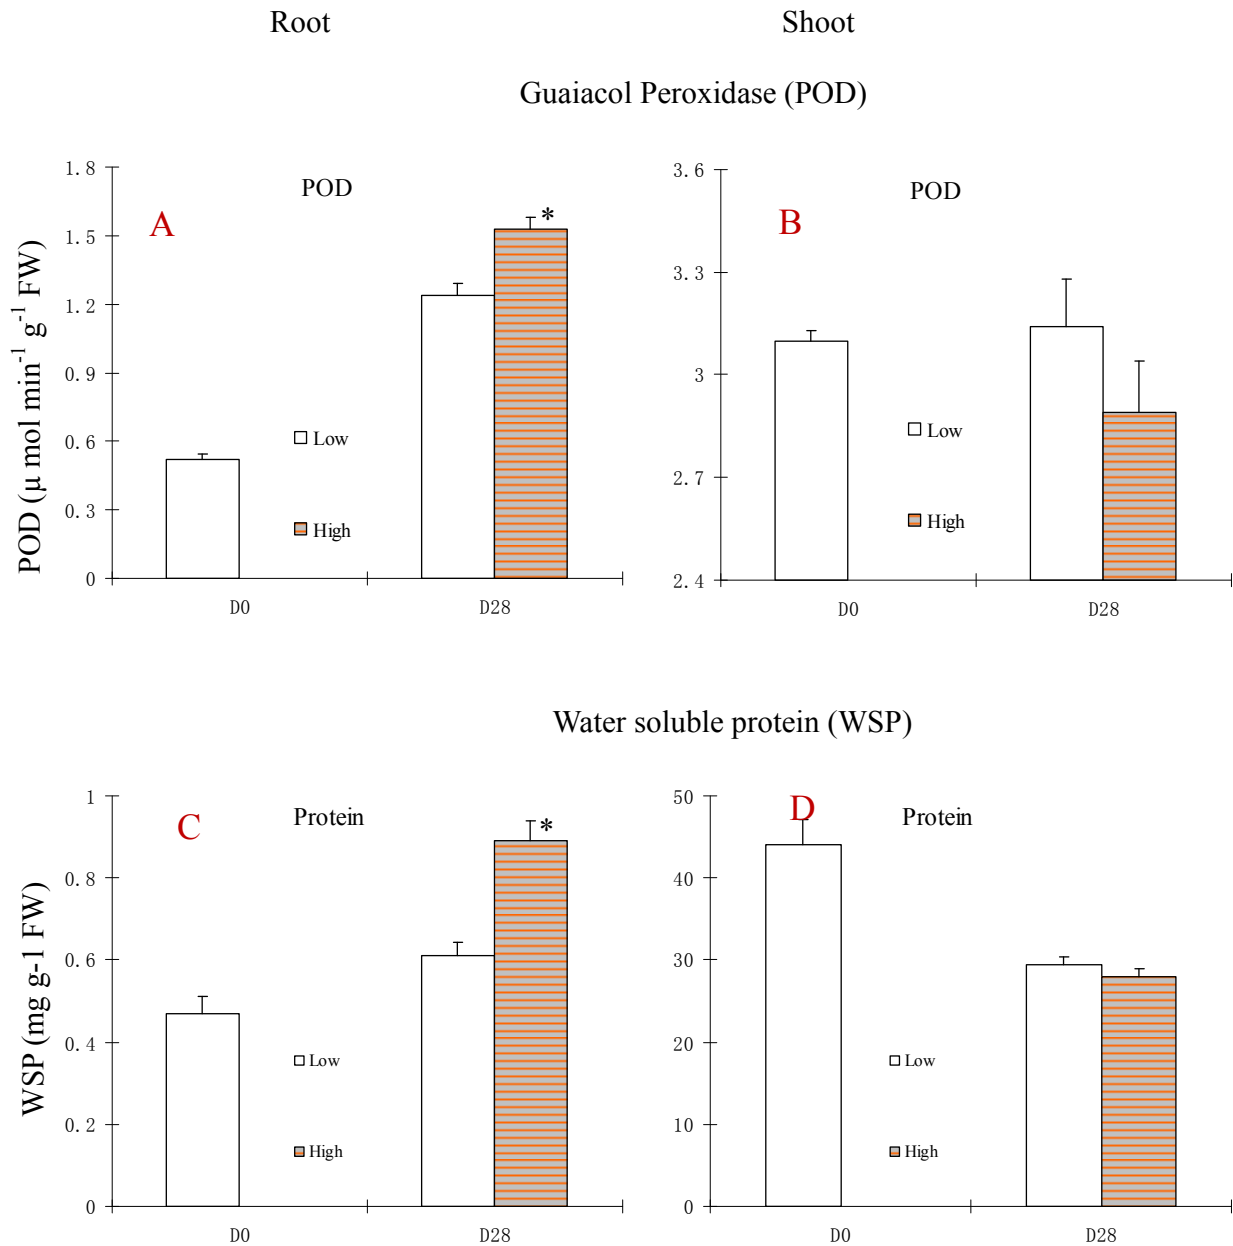 Root
Shoot
Guaiacol Peroxidase (POD)
POD (µ mol min⁻¹ g⁻¹ FW)
1.8
1.5
1.2
0.9
0.6
0.3
0
A
POD
*
Low
High
D0
D28
3.6
3.3
3
2.7
2.4
B
POD
Low
High
D0
D28
Water soluble protein (WSP)
WSP (mg g-1 FW)
1
0.8
0.6
0.4
0.2
0
C
Protein
*
Low
High
D0
D28
50
40
30
20
10
0
D
Protein
Low
High
D0
D28